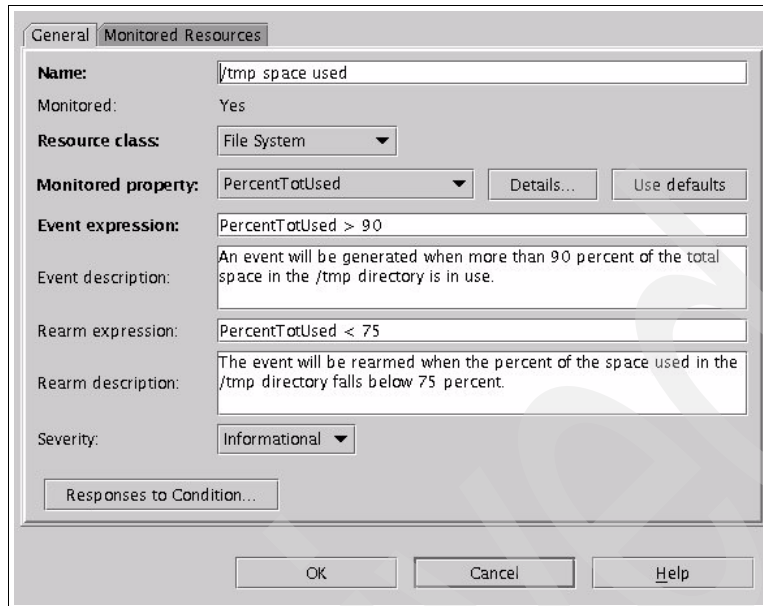 General Monitored Resources
Name: /tmp space used
Monitored: Yes
Resource class: File System
Monitored property: PercentTotUsed Details... Use defaults
Event expression: PercentTotUsed > 90
Event description: An event will be generated when more than 90 percent of the total
space in the /tmp directory is in use.
Rearm expression: PercentTotUsed < 75
Rearm description: The event will be rearmed when the percent of the space used in the
/tmp directory falls below 75 percent.
Severity: Informational
Responses to Condition...
OK Cancel Help